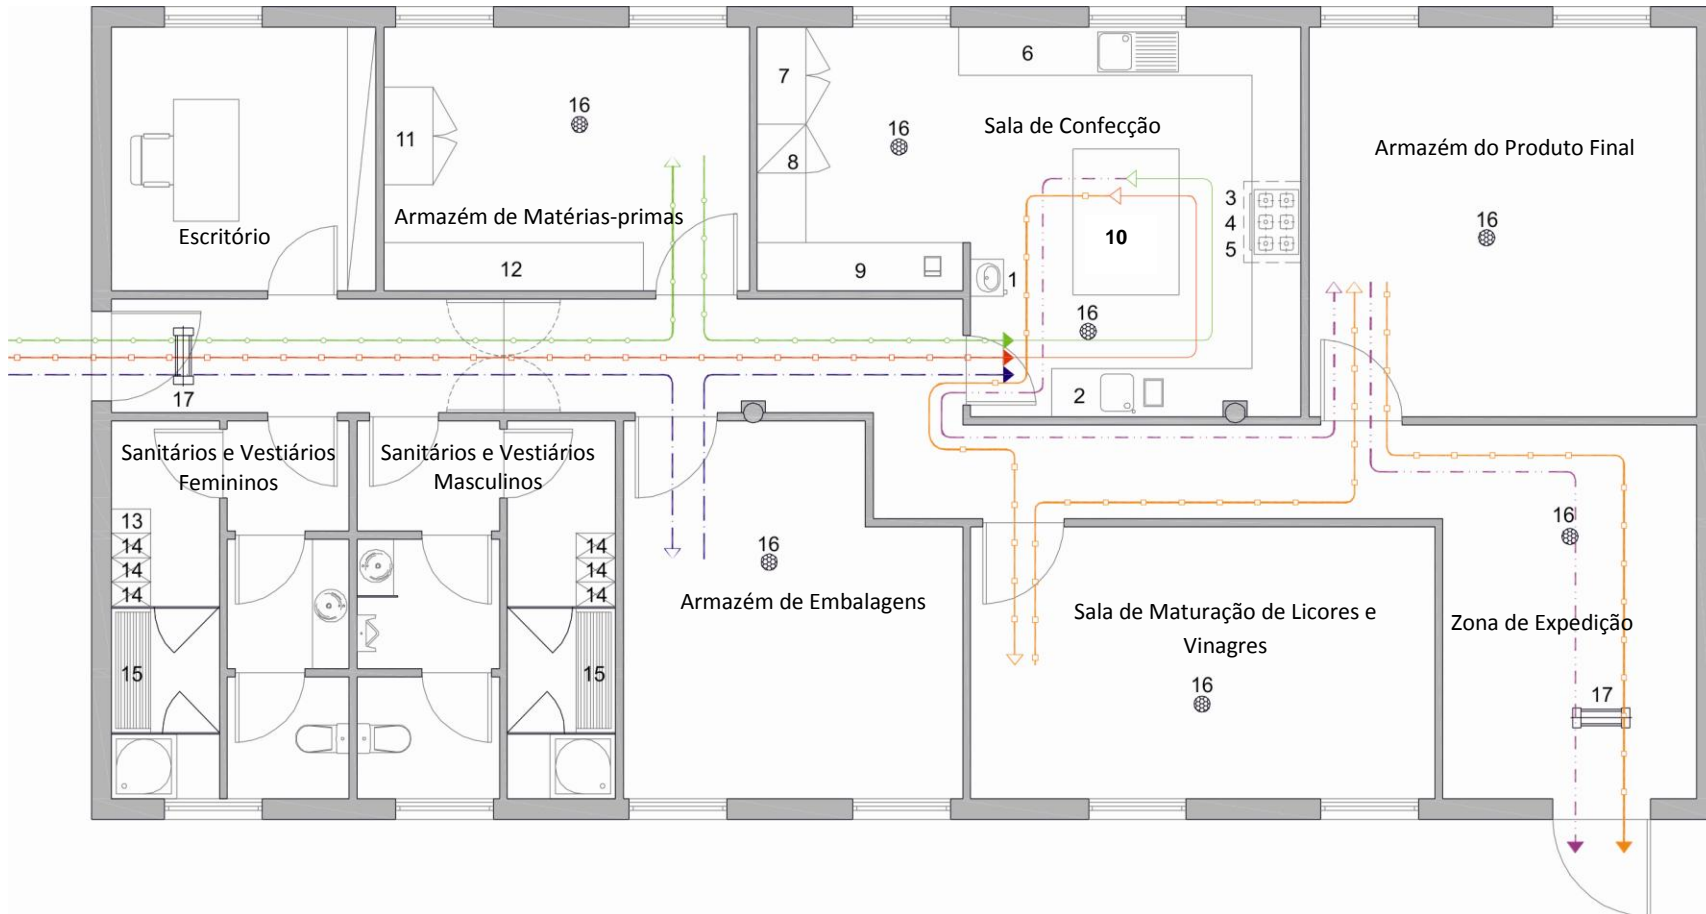 6
7
16
11
16
Sala de Confecção
Armazém do Produto Final
8
3
Armazém de Matérias-primas
16
4
Escritório
10
5
12
9
1
16
17
2
Sanitários e Vestiários
Femininos
Sanitários e Vestiários
Masculinos
13
16
14
14
16
14
14
14
14
Armazém de Embalagens
Sala de Maturação de Licores e
Vinagres
Zona de Expedição
15
15
16
17